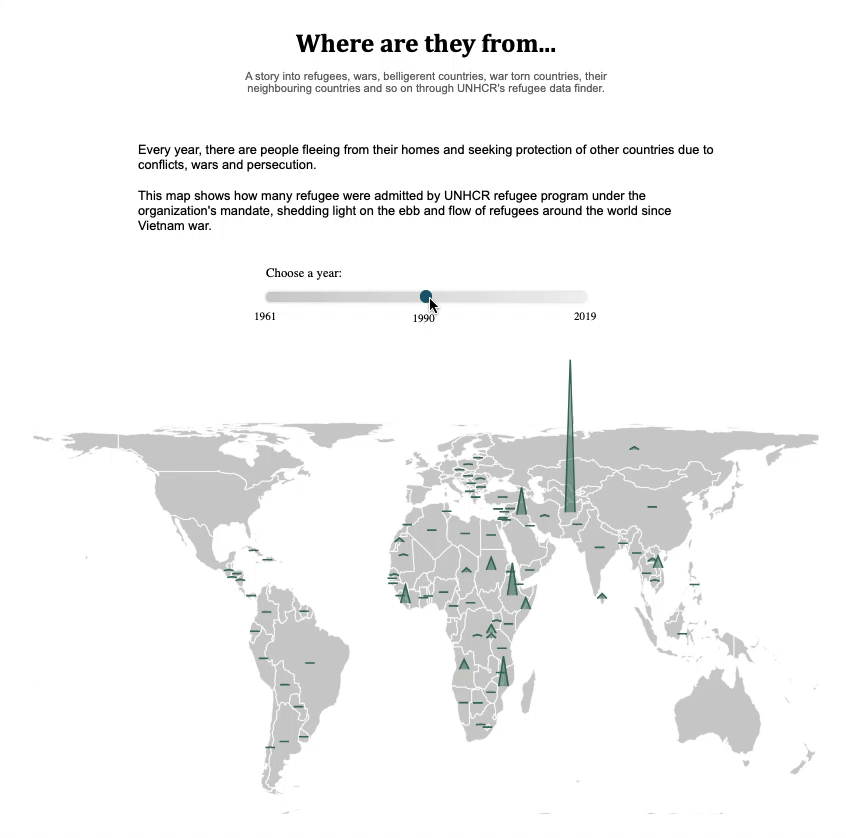 Where are they from...
A story into refugees, wars, belligerent countries, war torn countries, their
neighbouring countries and so on through UNHCR's refugee data finder.
Every year, there are people fleeing from their homes and seeking protection of other countries due to
conflicts, wars and persecution.
This map shows how many refugee were admitted by UNHCR refugee program under the
organization's mandate, shedding light on the ebb and flow of refugees around the world since
Vietnam war.
Choose a year:
1961
1990
2019